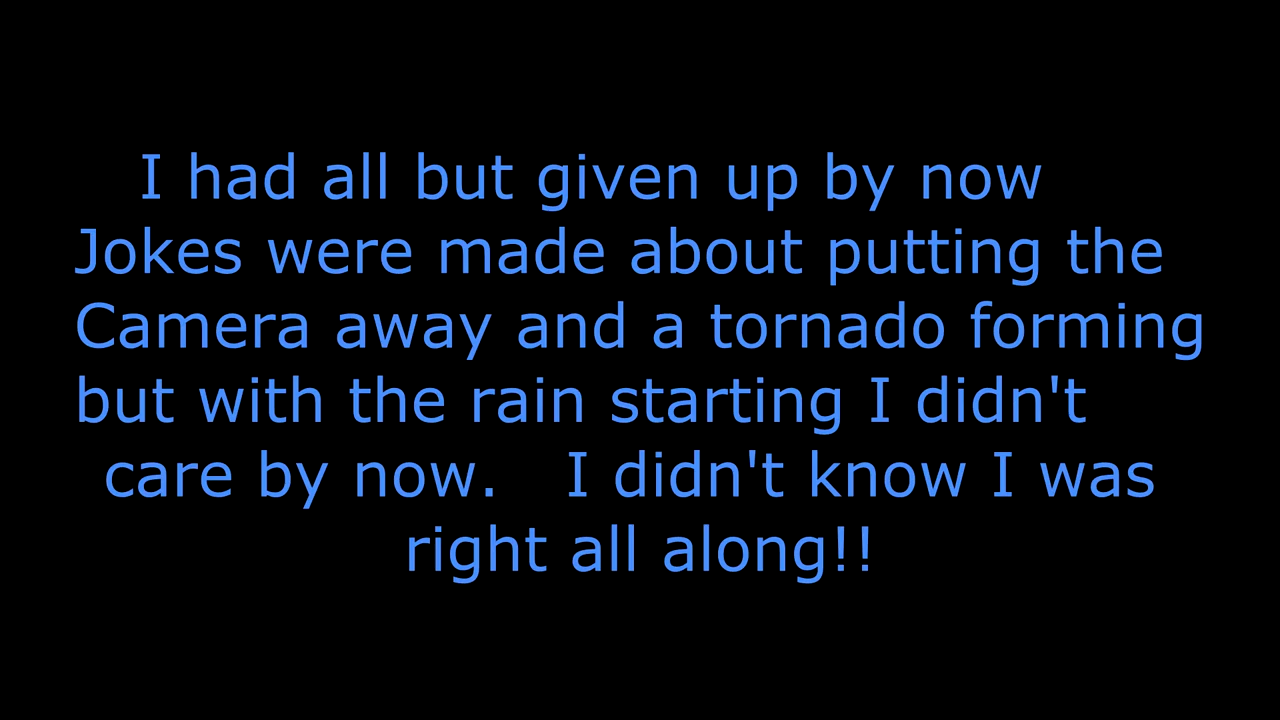 I had all but given up by now
Jokes were made about putting the
Camera away and a tornado forming
but with the rain starting I didn't
care by now.   I didn't know I was
right all along!!